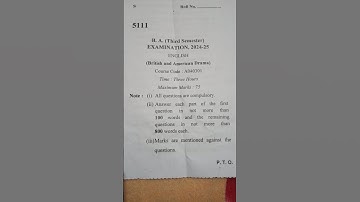 S Roll No. ..................
5111
B. A. (Third Semester)
EXAMINATION, 2024-25
ENGLISH
(British and American Drama)
Course Code : A040301
Time : Three Hours
Maximum Marks : 75
Note : (i) All questions are compulsory.
(ii) Answer each part of the first
question in not more than
100 words and the remaining
questions in not more than
800 words each.
(iii) Marks are mentioned against the
questions.
P. T. O.